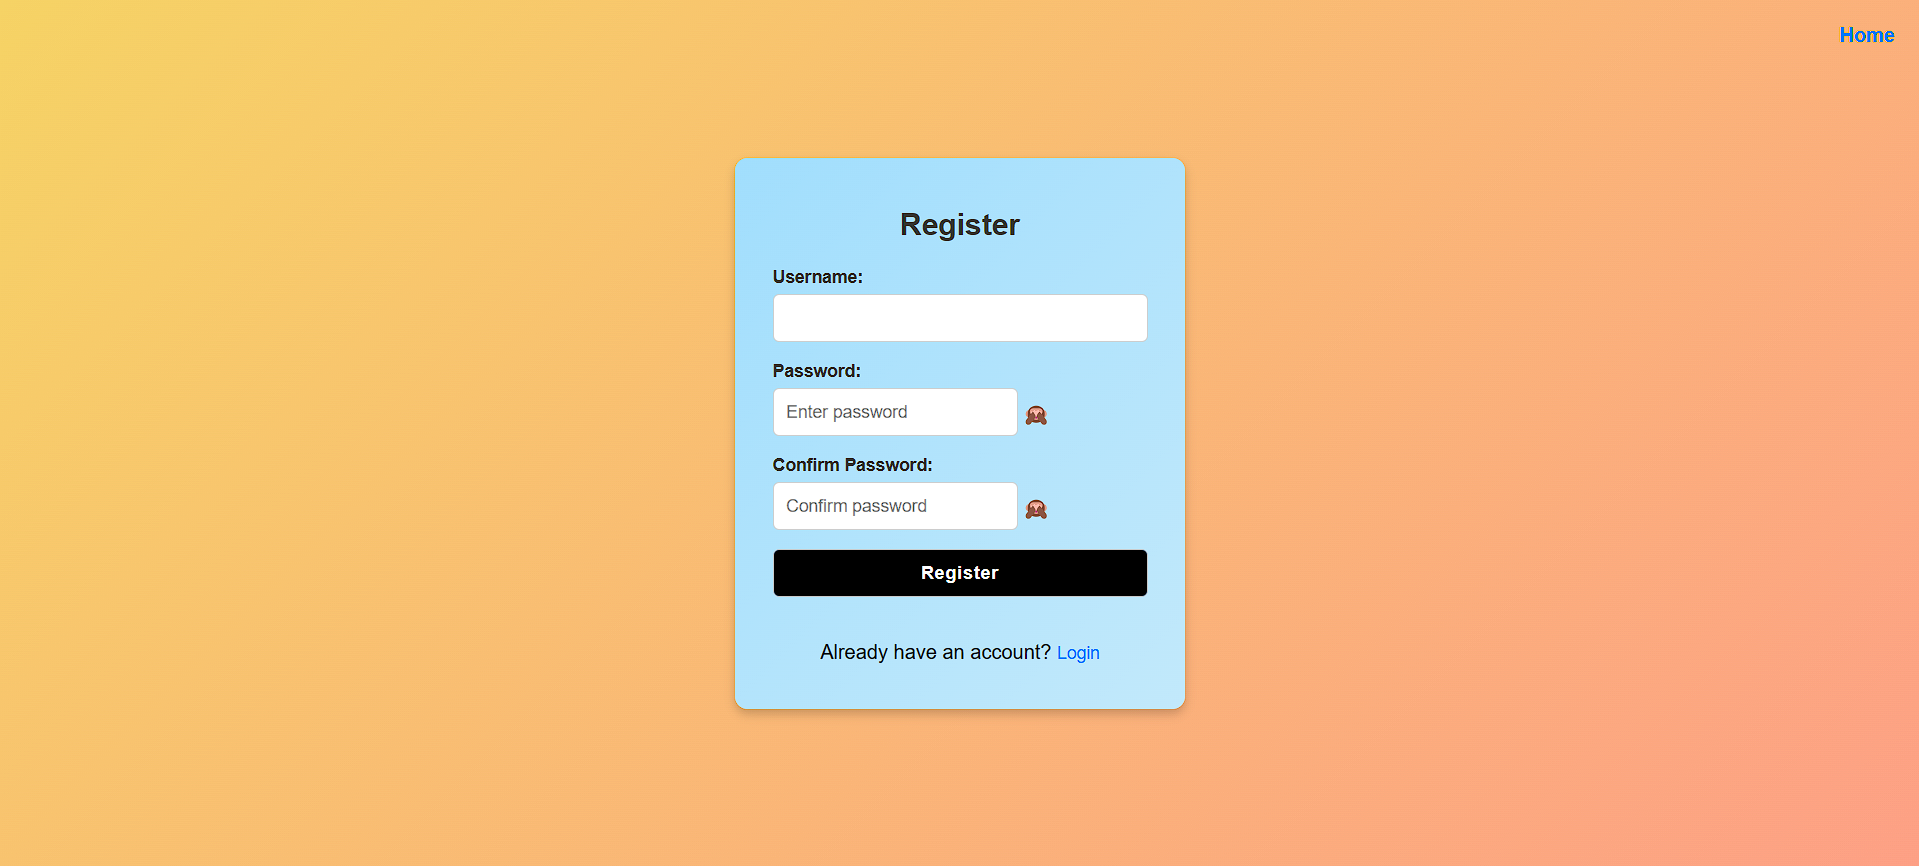 Home
Register
Username:
Password:
Enter password
Confirm Password:
Confirm password
Register
Already have an account? Login